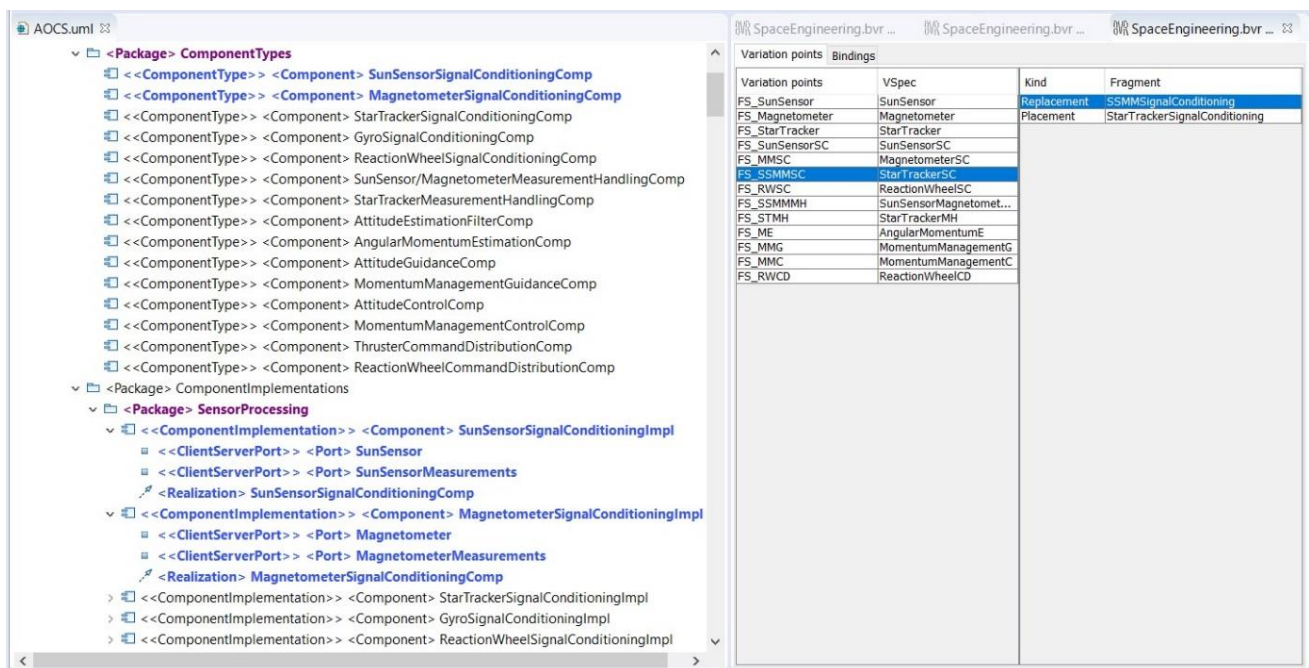 AOCS.uml
<Package> ComponentTypes
<<ComponentType>> <Component> SunSensorSignalConditioningComp
<<ComponentType>> <Component> MagnetometerSignalConditioningComp
<<ComponentType>> <Component> StarTrackerSignalConditioningComp
<<ComponentType>> <Component> GyroSignalConditioningComp
<<ComponentType>> <Component> ReactionWheelSignalConditioningComp
<<ComponentType>> <Component> SunSensor/MagnetometerMeasurementHandlingComp
<<ComponentType>> <Component> StarTrackerMeasurementHandlingComp
<<ComponentType>> <Component> AttitudeEstimationFilterComp
<<ComponentType>> <Component> AngularMomentumEstimationComp
<<ComponentType>> <Component> AttitudeGuidanceComp
<<ComponentType>> <Component> MomentumManagementGuidanceComp
<<ComponentType>> <Component> AttitudeControlComp
<<ComponentType>> <Component> MomentumManagementControlComp
<<ComponentType>> <Component> ThrusterCommandDistributionComp
<<ComponentType>> <Component> ReactionWheelCommandDistributionComp
<Package> ComponentImplementations
<Package> SensorProcessing
<<ComponentImplementation>> <Component> SunSensorSignalConditioningImpl
<<ClientServerPort>> <Port> SunSensor
<<ClientServerPort>> <Port> SunSensorMeasurements
<Realization> SunSensorSignalConditioningComp
<<ComponentImplementation>> <Component> MagnetometerSignalConditioningImpl
<<ClientServerPort>> <Port> Magnetometer
<<ClientServerPort>> <Port> MagnetometerMeasurements
<Realization> MagnetometerSignalConditioningComp
<<ComponentImplementation>> <Component> StarTrackerSignalConditioningImpl
<<ComponentImplementation>> <Component> GyroSignalConditioningImpl
<<ComponentImplementation>> <Component> ReactionWheelSignalConditioningImpl
BVR SpaceEngineering.bvr ... BVR SpaceEngineering.bvr ... BVR SpaceEngineering.bvr ...
Variation points Bindings
Variation points VSpec Kind Fragment
FS_SunSensor SunSensor Replacement SSMMSignalConditioning
FS_Magnetometer Magnetometer Placement StarTrackerSignalConditioning
FS_StarTracker StarTracker
FS_SunSensorSC SunSensorSC
FS_MMSC MagnetometerSC
FS_SSMMSC StarTrackerSC
FS_RWSC ReactionWheelSC
FS_SSMMMH SunSensorMagnetomet...
FS_STMH StarTrackerMH
FS_ME AngularMomentumE
FS_MMG MomentumManagementG
FS_MMC MomentumManagementC
FS_RWCD ReactionWheelCD